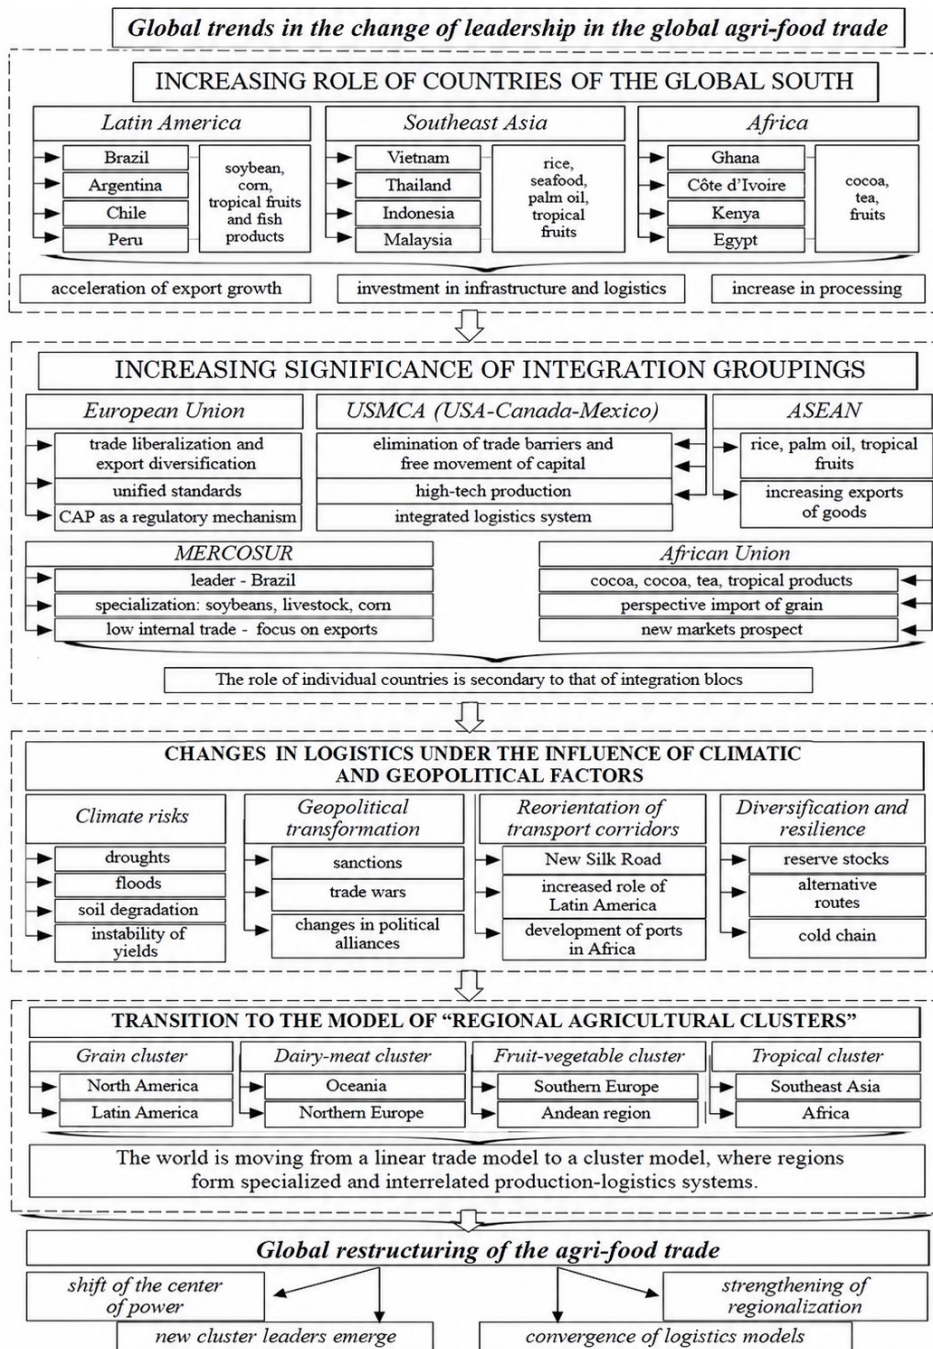 Global trends in the change of leadership in the global agri-food trade
INCREASING ROLE OF COUNTRIES OF THE GLOBAL SOUTH
Latin America
Brazil
Argentina
Chile
Peru
soybean,
corn,
tropical fruits
and fish
products
Southeast Asia
Vietnam
Thailand
Indonesia
Malaysia
rice,
seafood,
palm oil,
tropical
fruits
Africa
Ghana
Côte d’Ivoire
Kenya
Egypt
cocoa,
tea,
fruits
acceleration of export growth
investment in infrastructure and logistics
increase in processing
INCREASING SIGNIFICANCE OF INTEGRATION GROUPINGS
European Union
trade liberalization and
export diversification
unified standards
CAP as a regulatory mechanism
USMCA (USA-Canada-Mexico)
elimination of trade barriers and
free movement of capital
high-tech production
integrated logistics system
ASEAN
rice, palm oil, tropical
fruits
increasing exports
of goods
MERCOSUR
leader - Brazil
specialization: soybeans, livestock, corn
low internal trade - focus on exports
African Union
cocoa, cocoa, tea, tropical products
perspective import of grain
new markets prospect
The role of individual countries is secondary to that of integration blocs
CHANGES IN LOGISTICS UNDER THE INFLUENCE OF CLIMATIC
AND GEOPOLITICAL FACTORS
Climate risks
droughts
floods
soil degradation
instability of
yields
Geopolitical
transformation
sanctions
trade wars
changes in political
alliances
Reorientation of
transport corridors
New Silk Road
increased role of
Latin America
development of ports
in Africa
Diversification and
resilience
reserve stocks
alternative
routes
cold chain
TRANSITION TO THE MODEL OF “REGIONAL AGRICULTURAL CLUSTERS”
Grain cluster
North America
Latin America
Dairy-meat cluster
Oceania
Northern Europe
Fruit-vegetable cluster
Southern Europe
Andean region
Tropical cluster
Southeast Asia
Africa
The world is moving from a linear trade model to a cluster model, where regions
form specialized and interrelated production-logistics systems.
Global restructuring of the agri-food trade
shift of the center
of power
new cluster leaders emerge
convergence of logistics models
strengthening of
regionalization